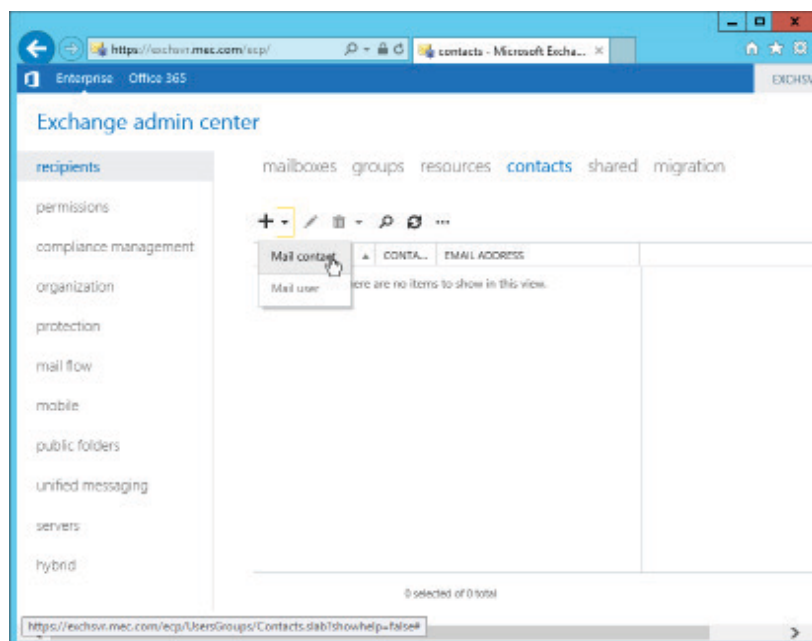 https://exchsvr.mec.com/ecp/
contacts - Microsoft Excha...
Enterprise Office 365
EXCHSV
Exchange admin center
recipients
mailboxes groups resources contacts shared migration
permissions
compliance management
Mail contact
CONTA... EMAIL ADDRESS
organization
Mail user
ere are no items to show in this view.
protection
mail flow
mobile
public folders
unified messaging
servers
hybrid
0 selected of 0 total
https://exchsvr.mec.com/ecp/UsersGroups/Contacts.slab?showhelp=false#